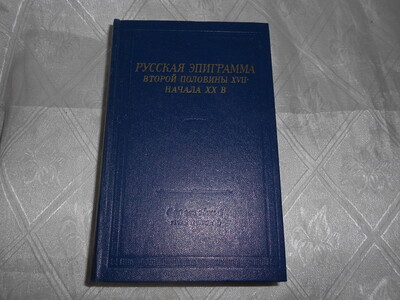 РУССКАЯ ЭПИГРАММА
ВТОРОЙ ПОЛОВИНЫ XVII-
НАЧАЛА XX В